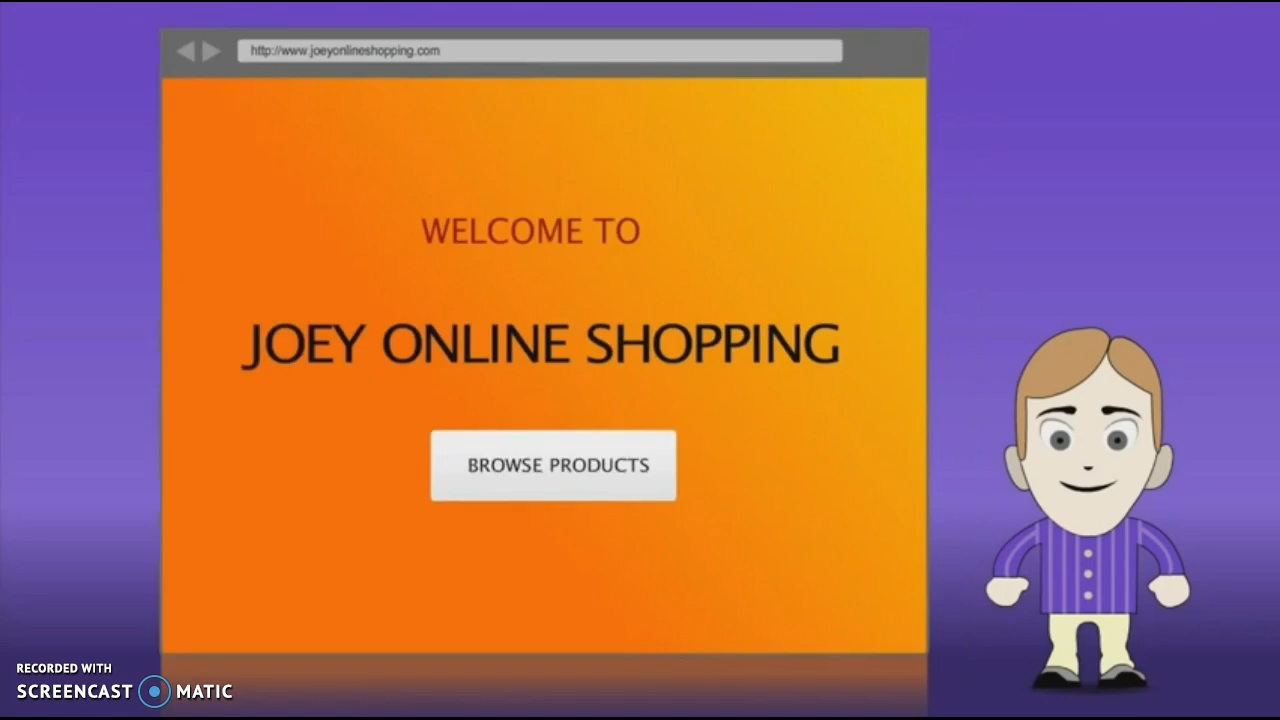 http://www.joeyonlineshopping.com
WELCOME TO
JOEY ONLINE SHOPPING
BROWSE PRODUCTS
RECORDED WITH
SCREENCAST MATIC